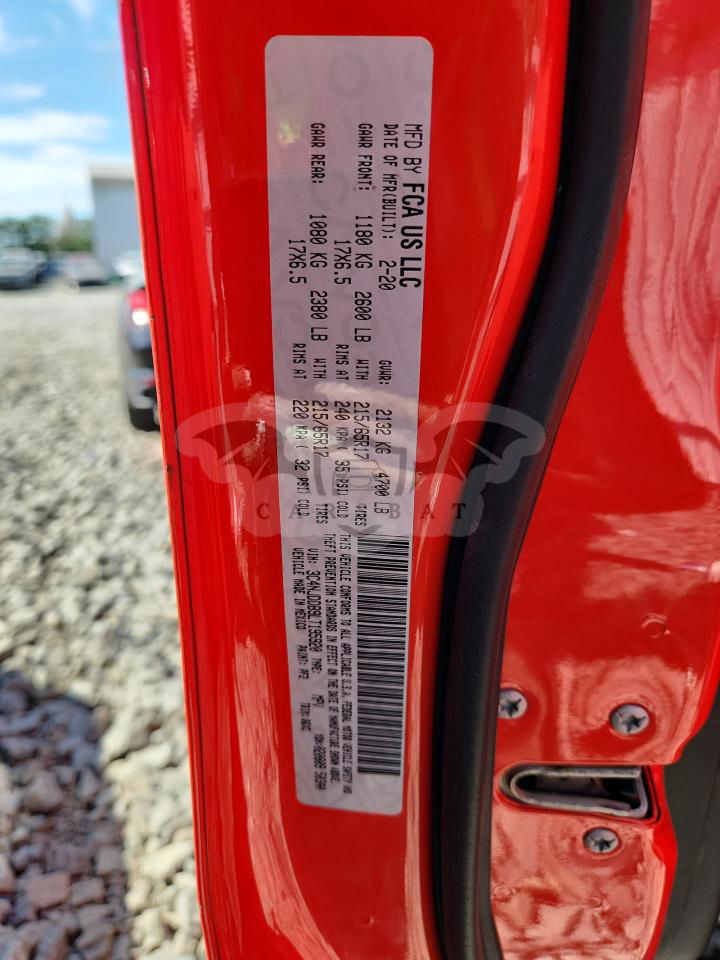 MFD BY FCA US LLC
DATE OF MFR(BUILT): 2-20 GVWR: 2132 KG 4700 LB
GAWR FRONT: 1180 KG 2600 LB WITH 215/65R17 TIRES
17X6.5 RIMS AT 240 KPA ( 35 PSI) COLD
GAWR REAR: 1080 KG 2380 LB WITH 215/65R17 TIRES
17X6.5 RIMS AT 220 KPA ( 32 PSI) COLD
THIS VEHICLE CONFORMS TO ALL APPLICABLE U.S.A. FEDERAL MOTOR VEHICLE SAFETY AND
THEFT PREVENTION STANDARDS IN EFFECT ON THE DATE OF MANUFACTURE SHOWN ABOVE.
VIN: 3C4NJDDB9LT195920 TYPE: MPV
VEHICLE MADE IN MEXICO PAINT: PF2
CAR BAT